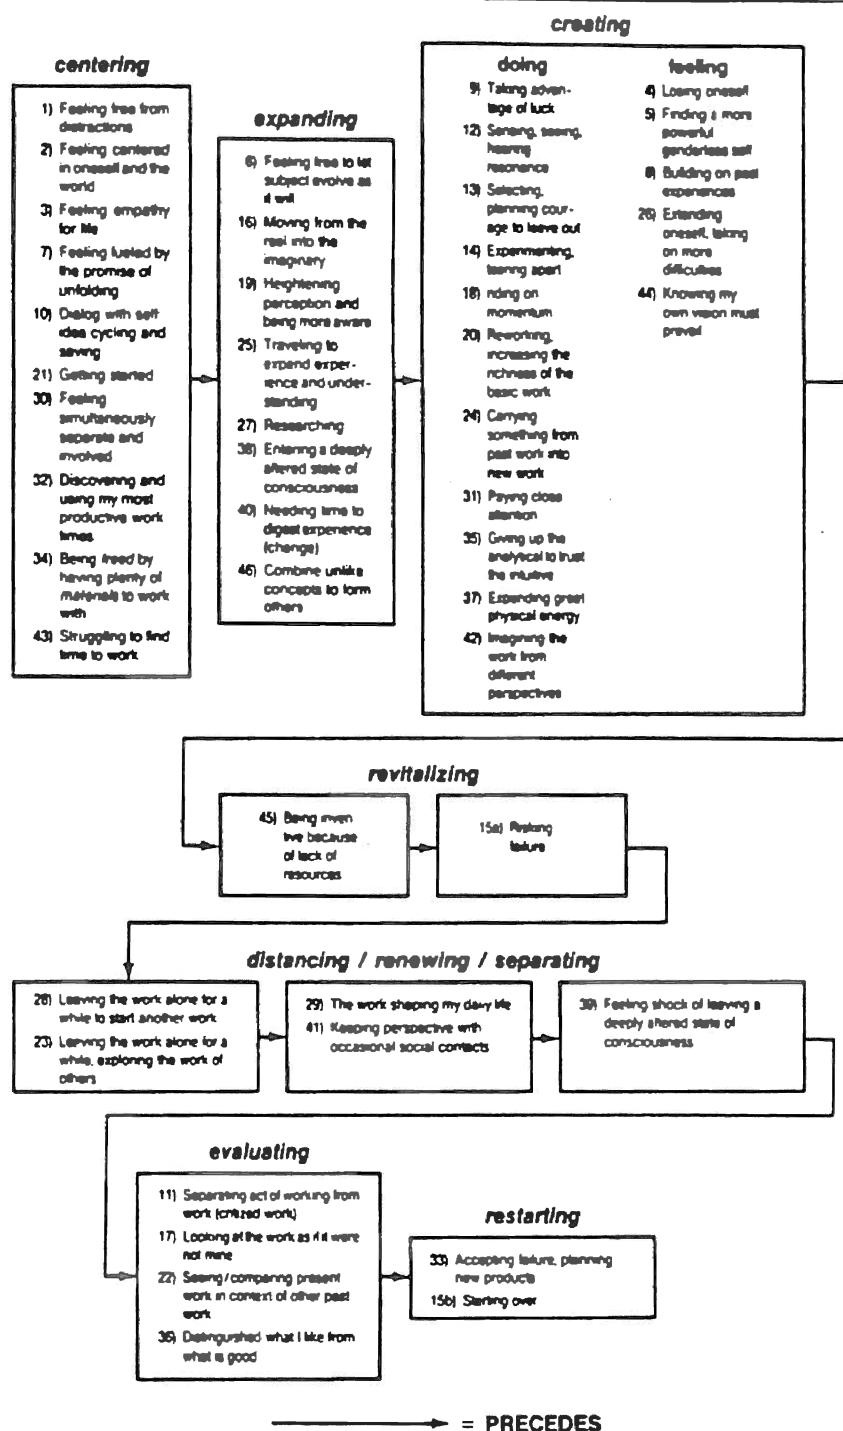 creating
centering
1) Feeling free from
distractions
2) Feeling centered
in oneself and the
world
3) Feeling empathy
for life
7) Feeling fueled by
the promise of
unfolding
10) Dialog with self
idea cycling and
saving
21) Getting started
30) Feeling
simultaneously
separate and
involved
32) Discovering and
using my most
productive work
times
34) Being freed by
having plenty of
materials to work
with
43) Struggling to find
time to work
expanding
6) Feeling free to let
subject evolve as
it will
16) Moving from the
real into the
imaginary
19) Heightening
perception and
being more aware
25) Traveling to
expand exper-
ience and under-
standing
27) Researching
38) Entering a deeply
altered state of
consciousness
40) Needing time to
digest experience
(change)
46) Combine unlike
concepts to form
others
doing
9) Taking advan-
tage of luck
12) Sensing, seeing,
hearing
resonance
13) Selecting,
planning cour-
age to leave out
14) Experimenting,
tearing apart
18) riding on
momentum
20) Reworking,
increasing the
richness of the
basic work
24) Carrying
something from
past work into
new work
31) Paying close
attention
35) Giving up the
analytical to trust
the intuitive
37) Expanding great
physical energy
42) Imagining the
work from
different
perspectives
feeling
4) Losing oneself
5) Finding a more
powerful
genderless self
8) Building on past
experiences
26) Extending
oneself, taking
on more
difficulties
44) Knowing my
own vision must
prevail
revitalizing
45) Being inven
tive because
of lack of
resources
15a) Risking
failure
distancing / renewing / separating
28) Leaving the work alone for a
while to start another work
23) Leaving the work alone for a
while, exploring the work of
others
29) The work shaping my daily life
41) Keeping perspective with
occasional social contacts
39) Feeling shock of leaving a
deeply altered state of
consciousness
evaluating
11) Separating act of working from
work (critized work)
17) Looking at the work as if it were
not mine
22) Seeing/comparing present
work in context of other past
work
36) Distinguished what I like from
what is good
restarting
33) Accepting failure, planning
new products
15b) Starting over
= PRECEDES